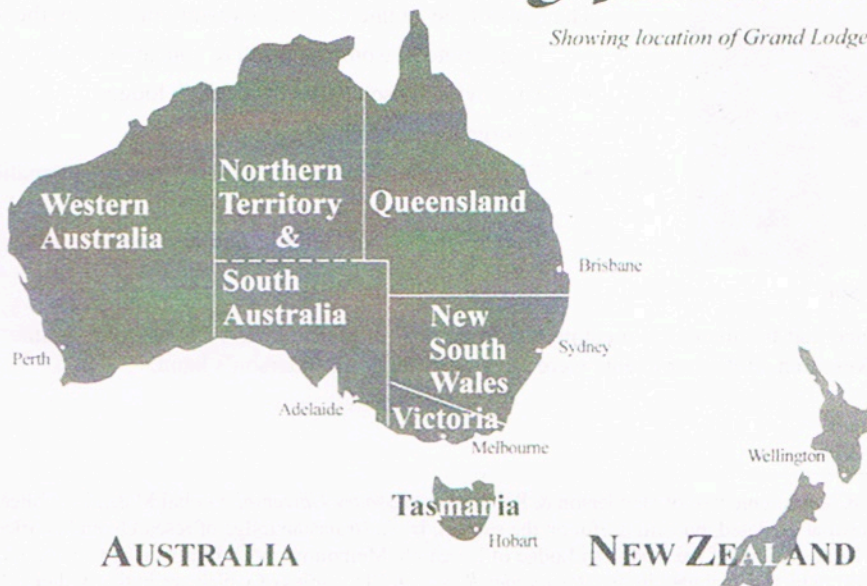 Showing location of Grand Lodge
Northern
Territory
&
Western
Australia
Queensland
South
Australia
Brisbane
New
South
Wales
Sydney
Perth
Adelaide
Victoria
Melbourne
Wellington
Tasmania
Hobart
AUSTRALIA
NEW ZEALAND